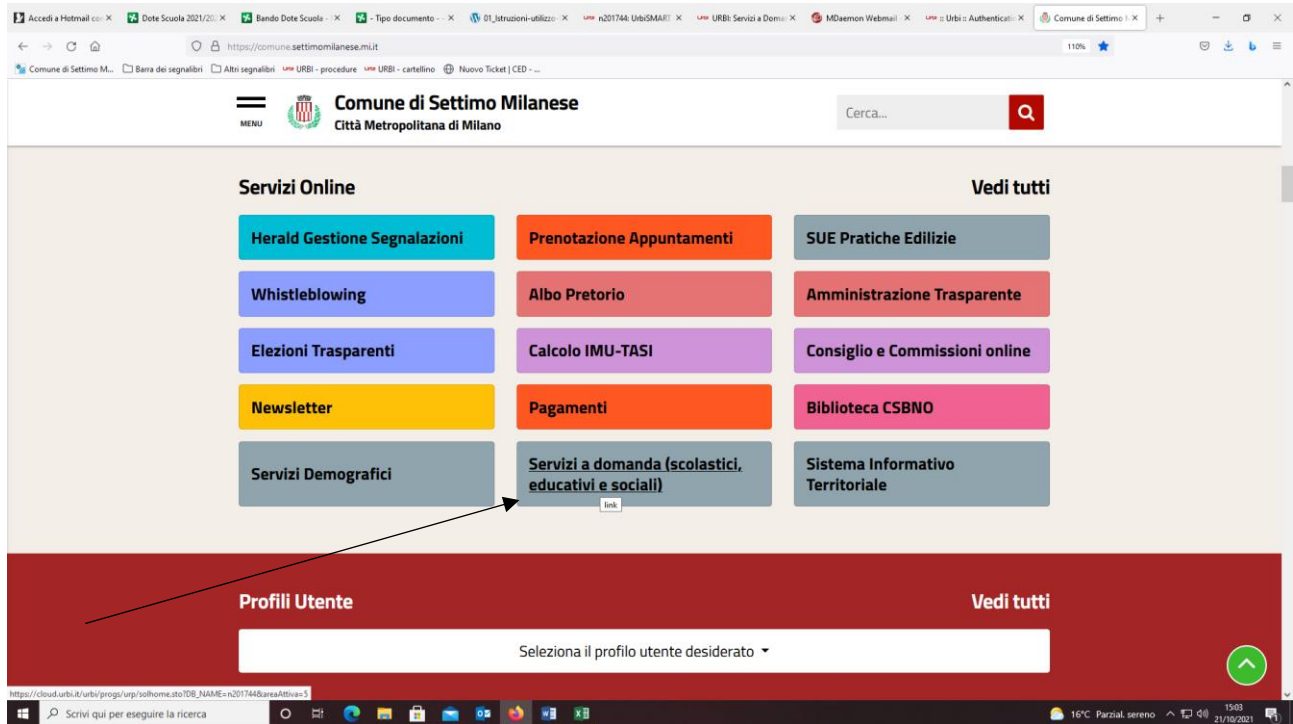 Accedi a Hotmail co
Dote Scuola 2021/20
Bando Dote Scuola -
- Tipo documento -
01_Istruzioni-utilizzo-
n201744: UrbiSMART
URBI: Servizi a Doma
MDaemon Webmail
:: Urbi :: Authenticati
Comune di Settimo
https://comune.settimomilanese.mi.it
110%
Comune di Settimo M...
Barra dei segnalibri
Altri segnalibri
URBI - procedure
URBI - cartellino
Nuovo Ticket | CED - ...
MENU
Comune di Settimo Milanese
Città Metropolitana di Milano
Cerca...
Servizi Online
Vedi tutti
Herald Gestione Segnalazioni
Prenotazione Appuntamenti
SUE Pratiche Edilizie
Whistleblowing
Albo Pretorio
Amministrazione Trasparente
Elezioni Trasparenti
Calcolo IMU-TASI
Consiglio e Commissioni online
Newsletter
Pagamenti
Biblioteca CSBNO
Servizi Demografici
Servizi a domanda (scolastici,
educativi e sociali)
link
Sistema Informativo
Territoriale
Profili Utente
Vedi tutti
Seleziona il profilo utente desiderato
https://cloud.urbi.it/urbi/progs/urp/solhome.sto?DB_NAME=n201744&areaAttiva=5
Scrivi qui per eseguire la ricerca
16°C Parzial. sereno
15:03
21/10/2021